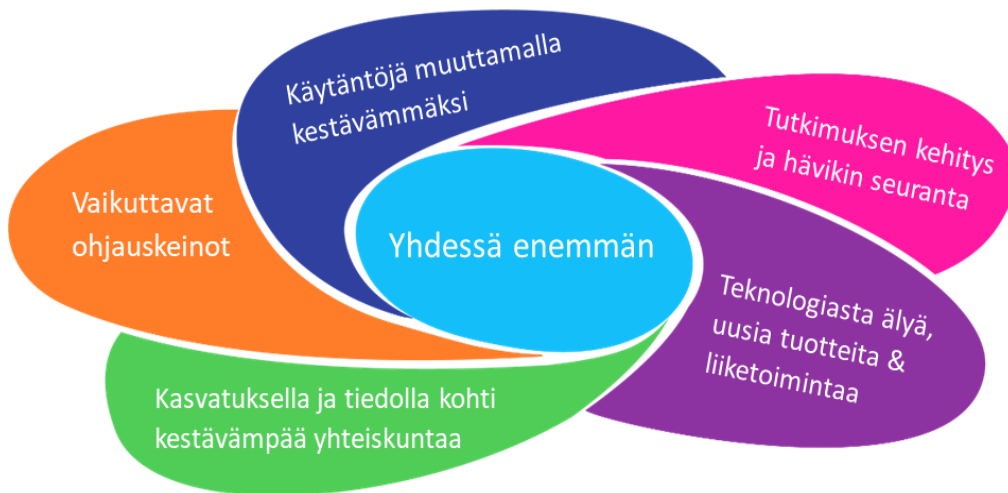 Käytäntöjä muuttamalla
kestävämmäksi
Tutkimuksen kehitys
ja hävikin seuranta
Vaikuttavat
ohjauskeinot
Yhdessä enemmän
Teknologiasta älyä,
uusia tuotteita &
liiketoimintaa
Kasvatuksella ja tiedolla kohti
kestävämpää yhteiskuntaa